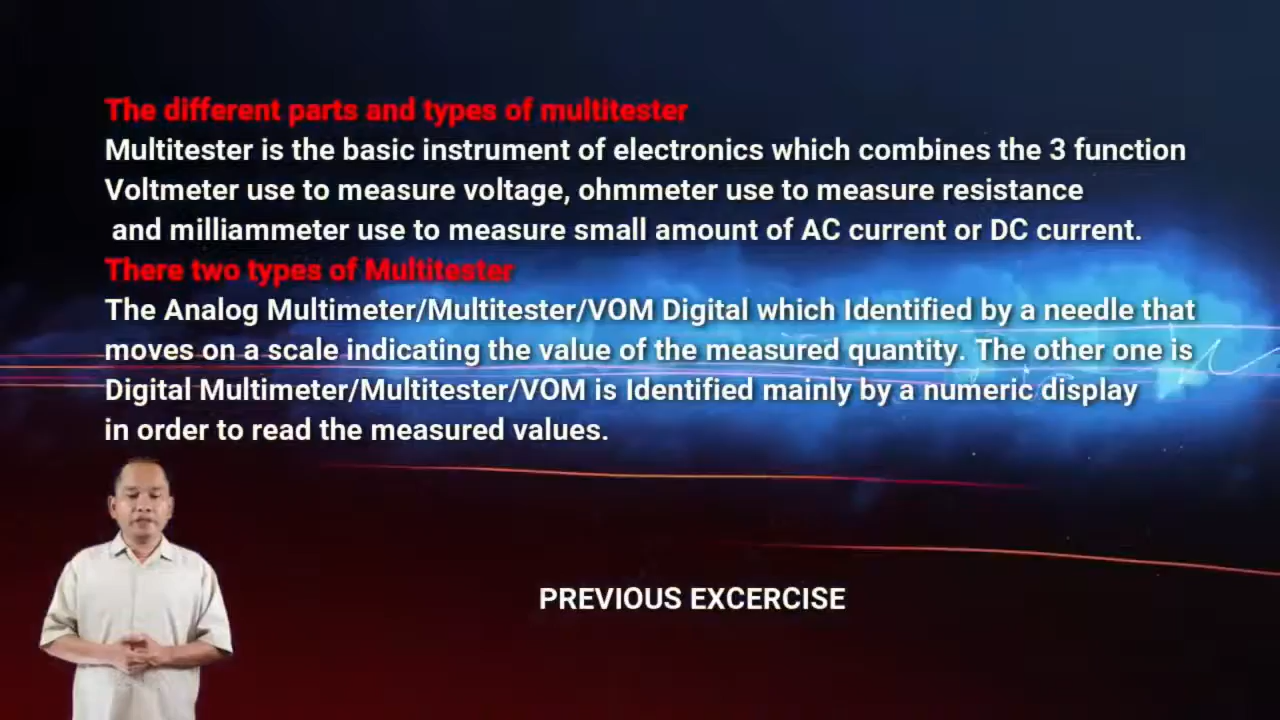 The different parts and types of multitester
Multitester is the basic instrument of electronics which combines the 3 function
Voltmeter use to measure voltage, ohmmeter use to measure resistance
and milliammeter use to measure small amount of AC current or DC current.
There two types of Multitester
The Analog Multimeter/Multitester/VOM Digital which Identified by a needle that
moves on a scale indicating the value of the measured quantity. The other one is
Digital Multimeter/Multitester/VOM is Identified mainly by a numeric display
in order to read the measured values.
PREVIOUS EXCERCISE